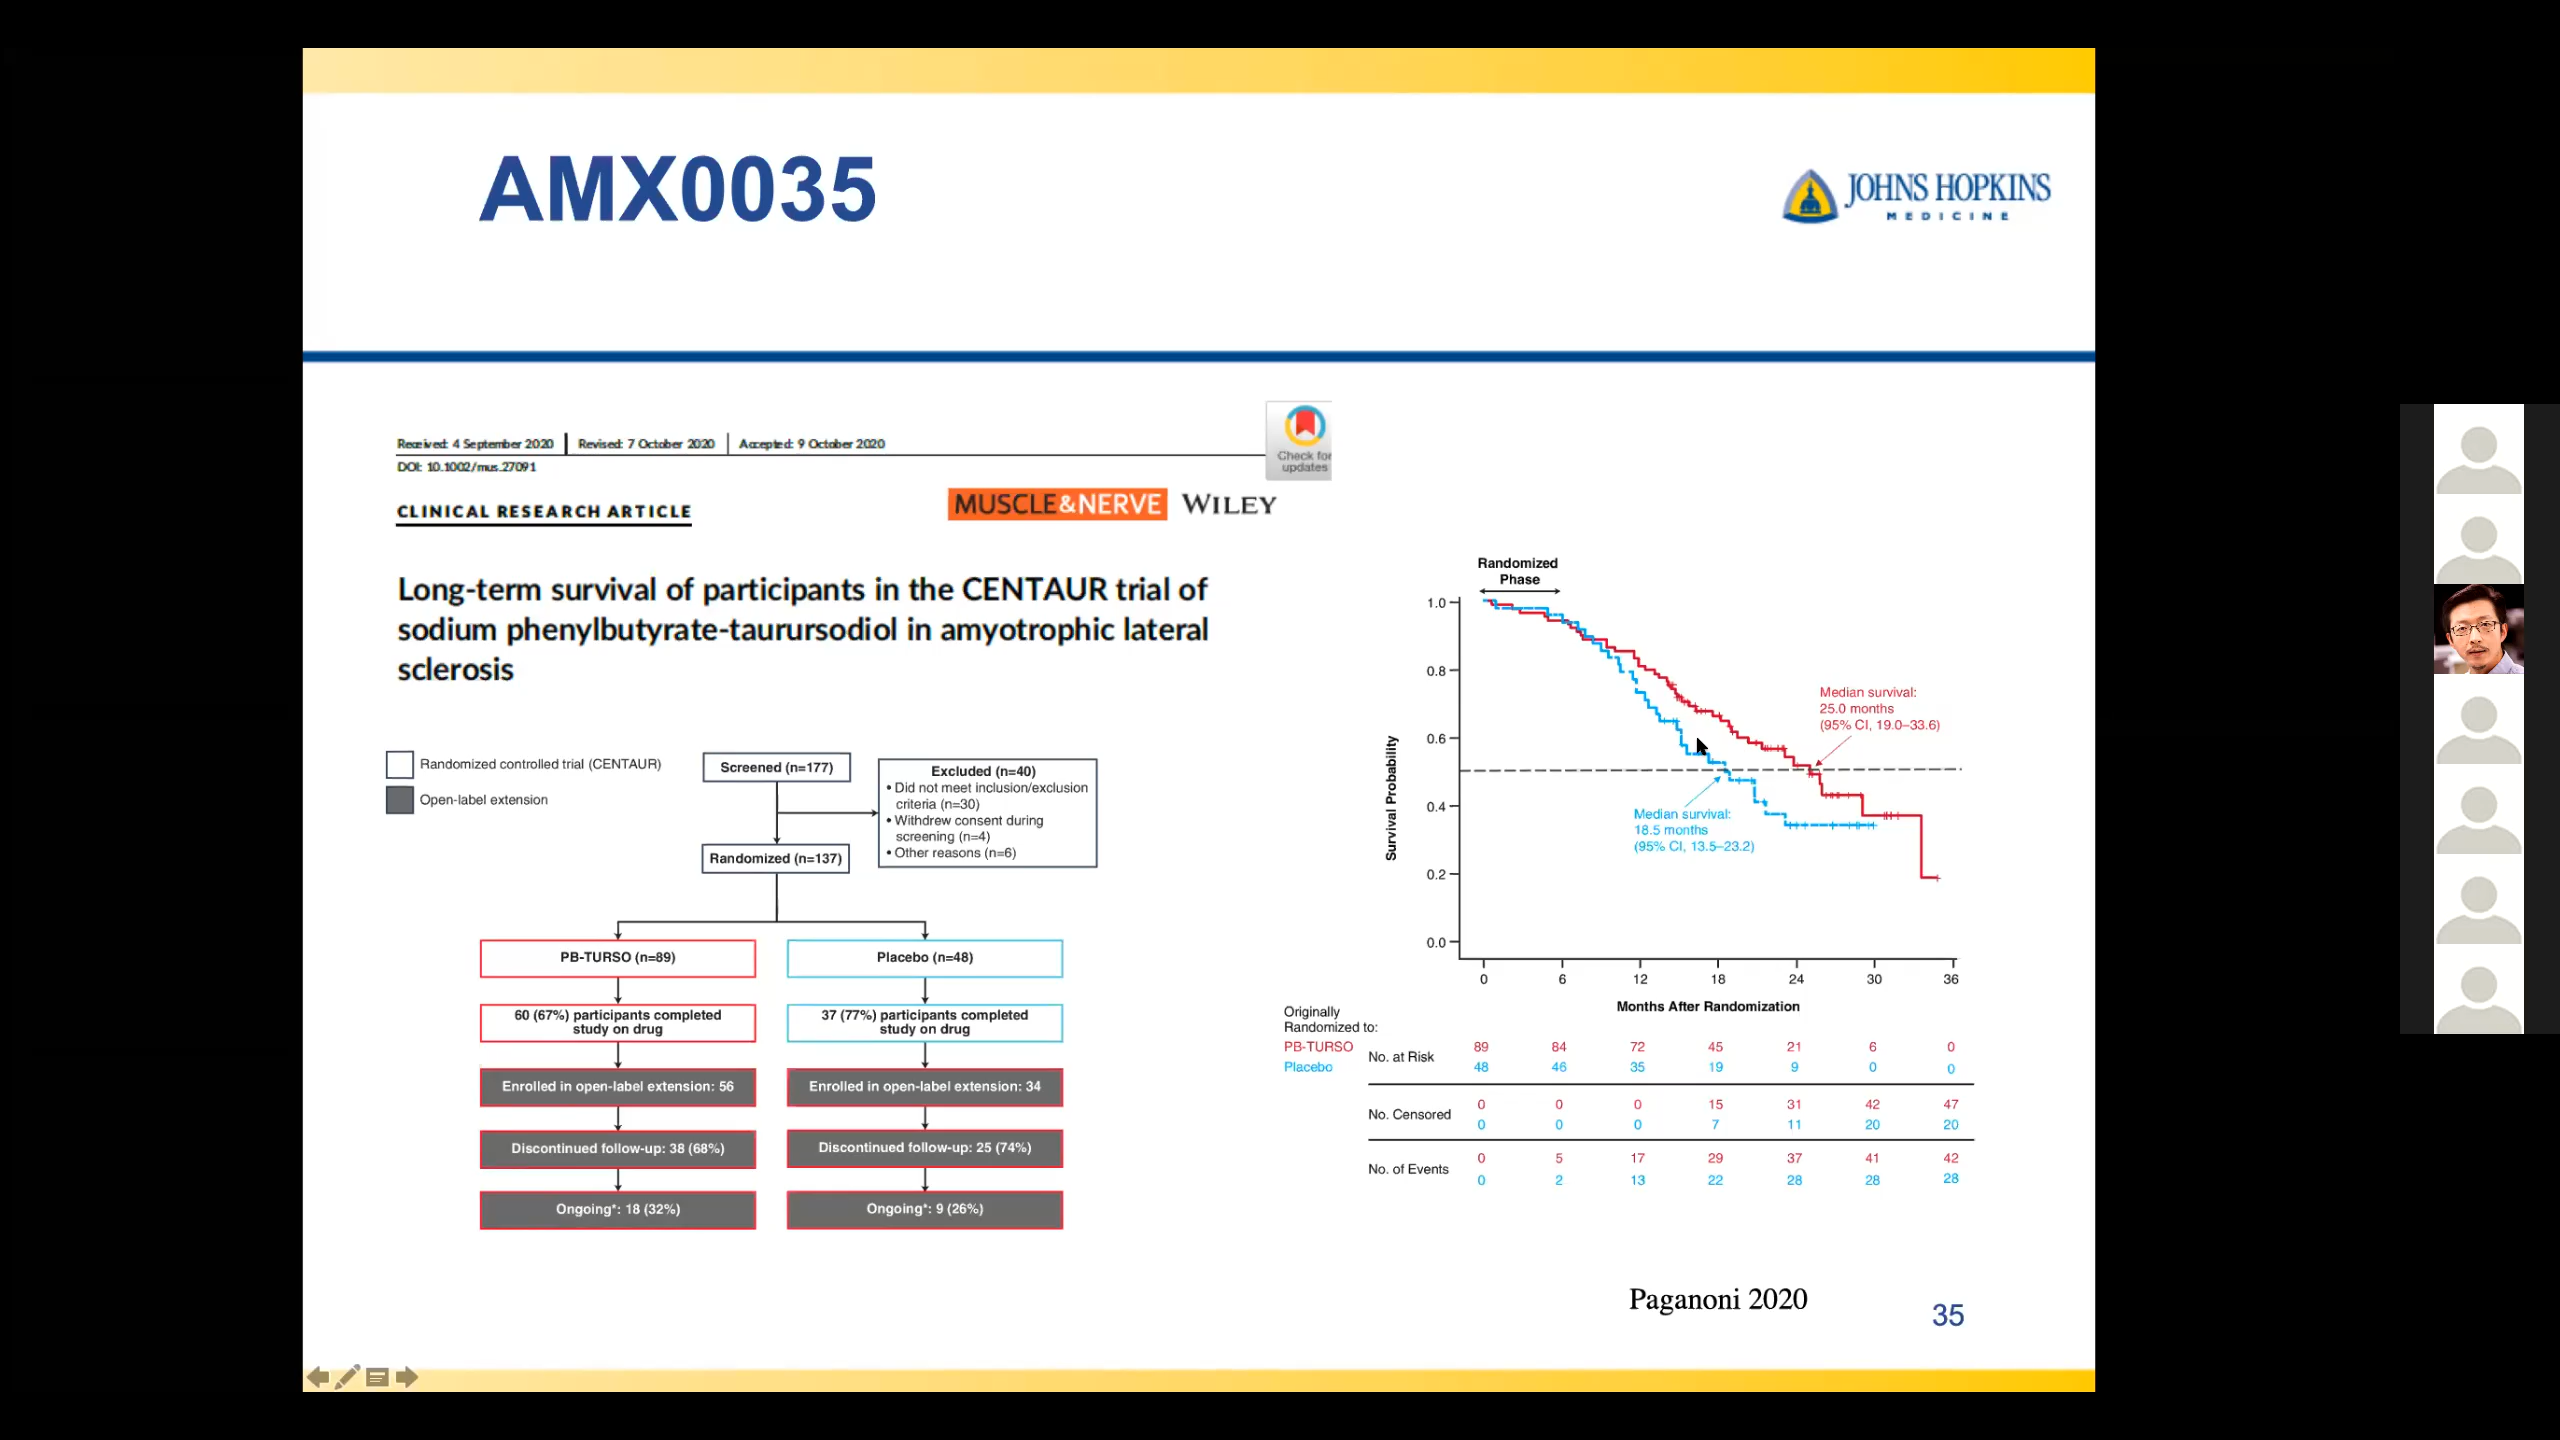 AMX0035
JOHNS HOPKINS
MEDICINE
Received: 4 September 2020 | Revised: 7 October 2020 | Accepted: 9 October 2020
DOI: 10.1002/mus.27091
Check for
updates
CLINICAL RESEARCH ARTICLE
MUSCLE&NERVE WILEY
Long-term survival of participants in the CENTAUR trial of
sodium phenylbutyrate-taurursodiol in amyotrophic lateral
sclerosis
Randomized controlled trial (CENTAUR)
Open-label extension
Screened (n=177)
Excluded (n=40)
• Did not meet inclusion/exclusion
criteria (n=30)
• Withdrew consent during
screening (n=4)
• Other reasons (n=6)
Randomized (n=137)
PB-TURSO (n=89)
Placebo (n=48)
60 (67%) participants completed
study on drug
37 (77%) participants completed
study on drug
Enrolled in open-label extension: 56
Enrolled in open-label extension: 34
Discontinued follow-up: 38 (68%)
Discontinued follow-up: 25 (74%)
Ongoing*: 18 (32%)
Ongoing*: 9 (26%)
Randomized
Phase
1.0
0.8
0.6
0.4
0.2
0.0
Survival Probability
Median survival:
25.0 months
(95% CI, 19.0–33.6)
Median survival:
18.5 months
(95% CI, 13.5–23.2)
0 6 12 18 24 30 36
Months After Randomization
Originally
Randomized to:
PB-TURSO
Placebo
No. at Risk
89 84 72 45 21 6 0
48 46 35 19 9 0 0
No. Censored
0 0 0 15 31 42 47
0 0 0 7 11 20 20
No. of Events
0 5 17 29 37 41 42
0 2 13 22 28 28 28
Paganoni 2020
35